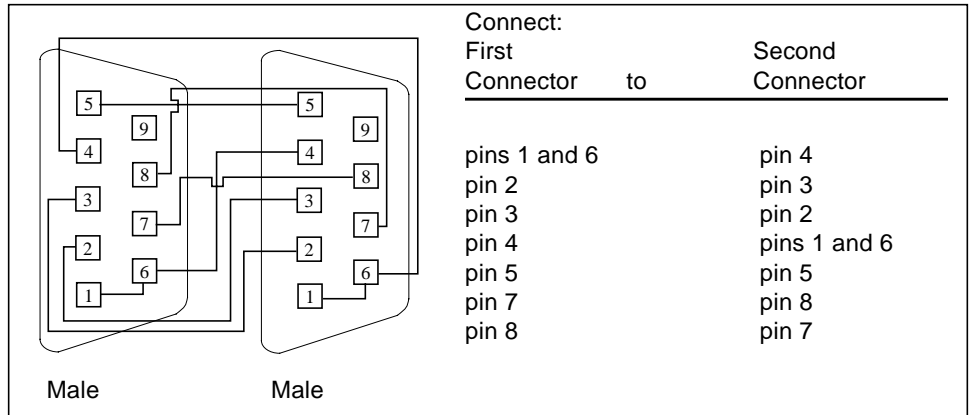 5 5
9 9
4 4
8 8
3 3
7 7
2 2
6 6
1 1
Male Male
Connect:
First Second
Connector to Connector
pins 1 and 6 pin 4
pin 2 pin 3
pin 3 pin 2
pin 4 pins 1 and 6
pin 5 pin 5
pin 7 pin 8
pin 8 pin 7